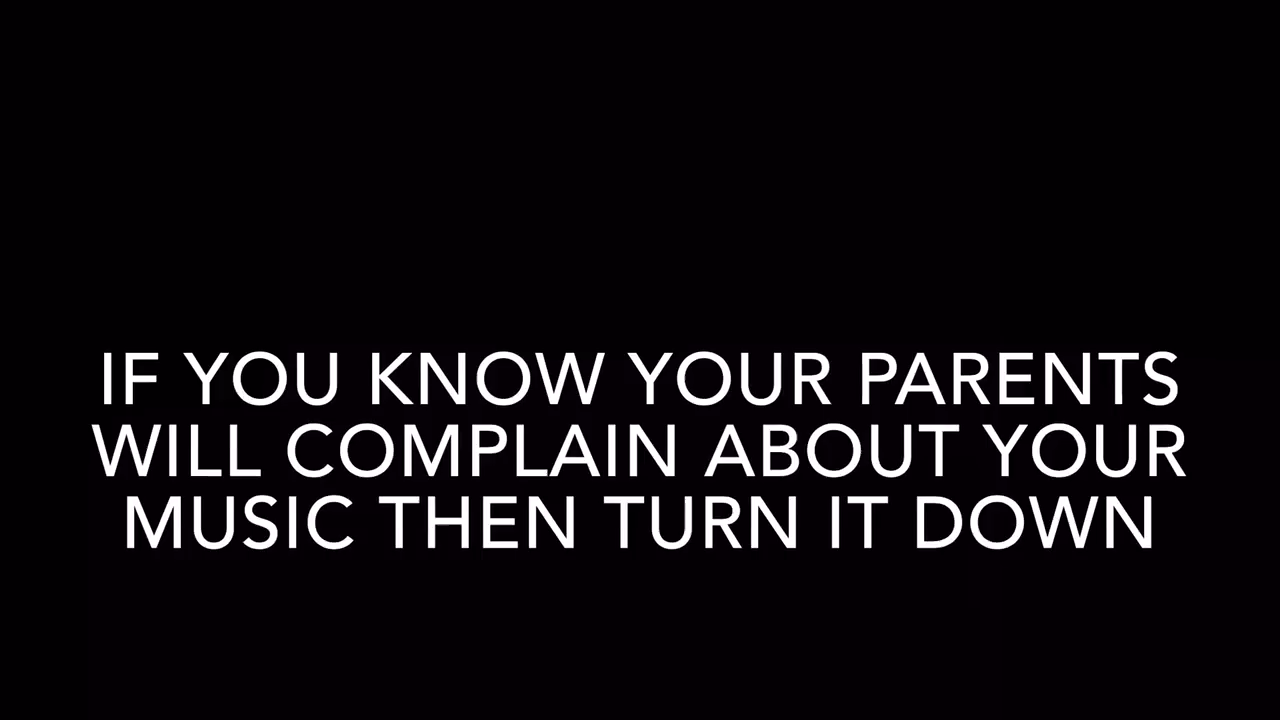 IF YOU KNOW YOUR PARENTS
WILL COMPLAIN ABOUT YOUR
MUSIC THEN TURN IT DOWN